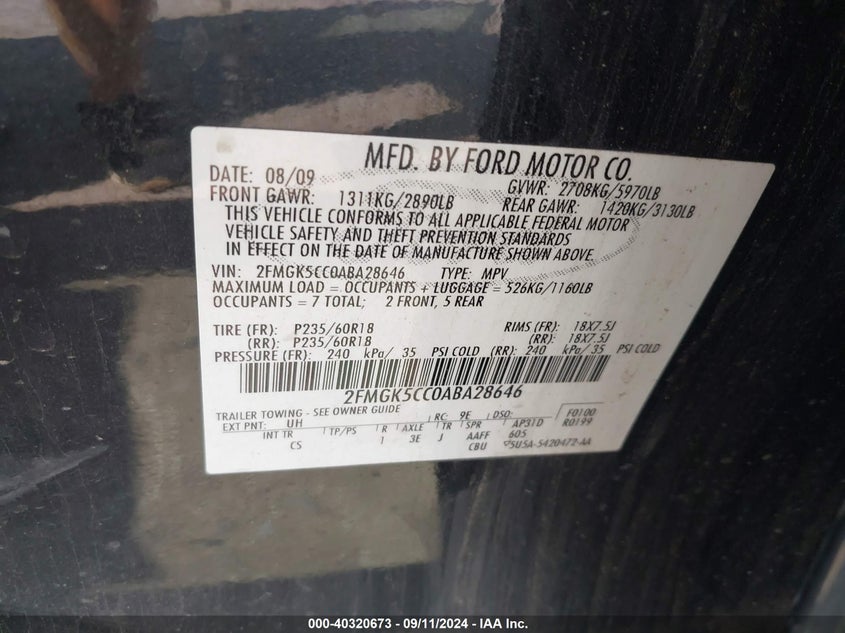 MFD. BY FORD MOTOR CO.
DATE: 08/09 GVWR: 2708KG/5970LB
FRONT GAWR: 1311KG/2890LB REAR GAWR: 1420KG/3130LB
THIS VEHICLE CONFORMS TO ALL APPLICABLE FEDERAL MOTOR
VEHICLE SAFETY AND THEFT PREVENTION STANDARDS
IN EFFECT ON THE DATE OF MANUFACTURE SHOWN ABOVE.
VIN: 2FMGK5CC0ABA28646 TYPE: MPV
MAXIMUM LOAD = OCCUPANTS + LUGGAGE = 526KG/1160LB
OCCUPANTS = 7 TOTAL; 2 FRONT, 5 REAR
TIRE (FR): P235/60R18 RIMS (FR): 18X7.5J
(RR): P235/60R18 (RR): 18X7.5J
PRESSURE (FR): 240 kPa/ 35 PSI COLD (RR): 240 kPa/ 35 PSI COLD
2FMGK5CC0ABA28646
TRAILER TOWING - SEE OWNER GUIDE
EXT PNT: UH RC: 9E DSO: F0100
INT TR TP/PS R AXLE TR SPR AP31D R0199
C5 1 3E J AAFF 605
CBU 5U5A-5420472-AA
000-40320673 - 09/11/2024 - IAA Inc.